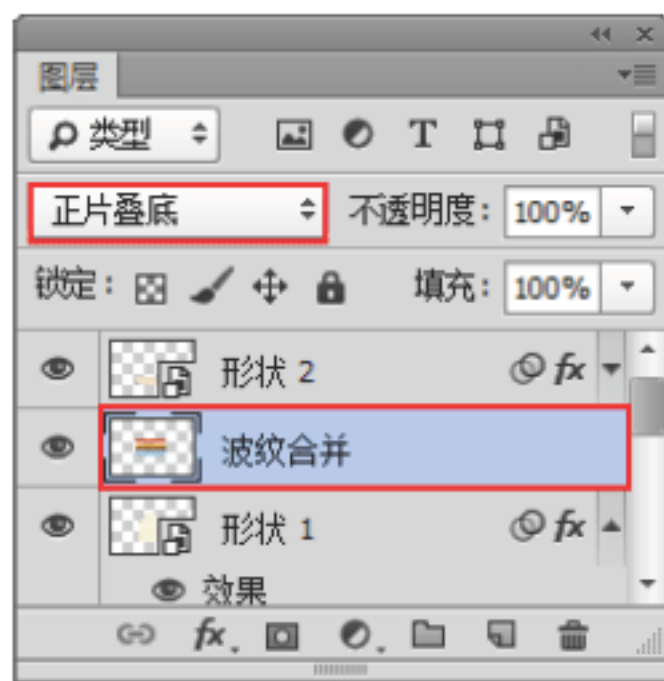 图层
类型 T
正片叠底 不透明度: 100%
锁定: 填充: 100%
形状 2 fx
波纹合并
形状 1 fx
效果
fx.